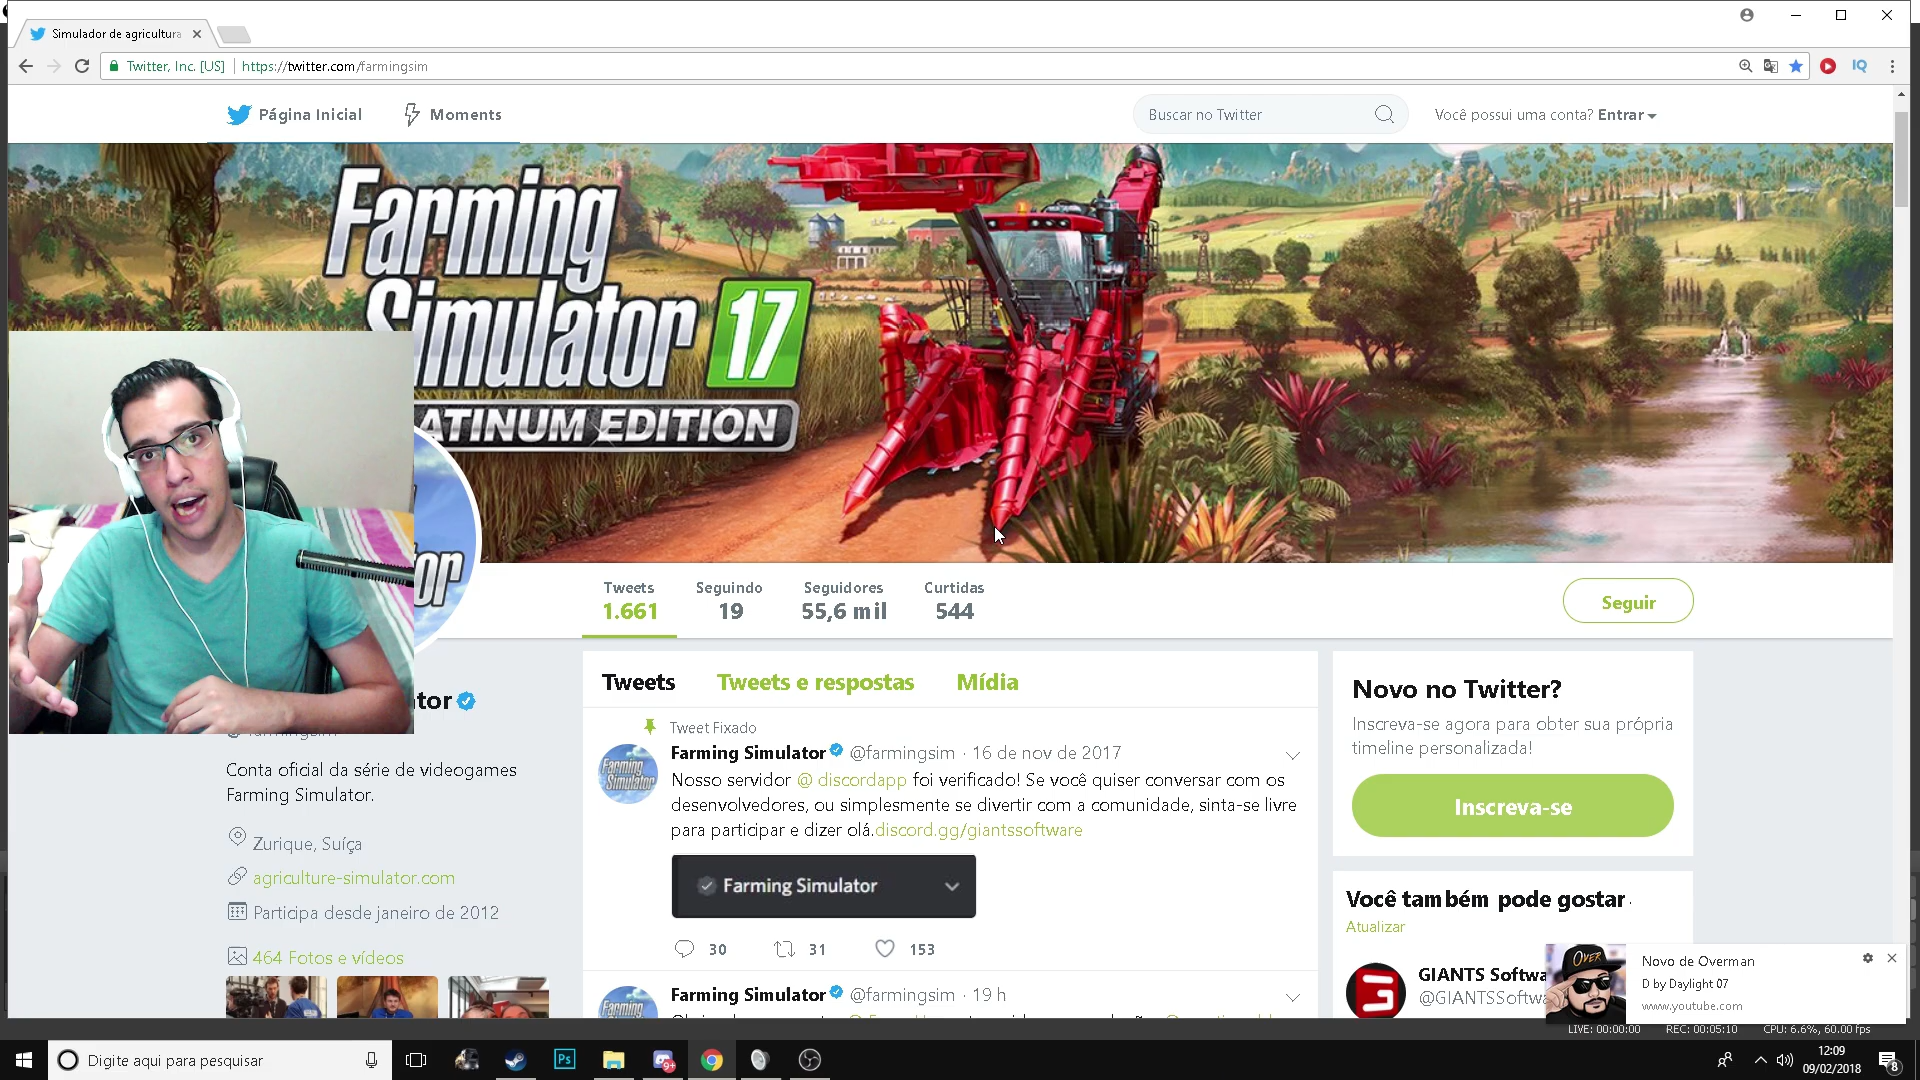 Simulador de agricultura
Twitter, Inc. [US]
https://twitter.com/farmingsim
IQ
Página Inicial
Moments
Buscar no Twitter
Você possui uma conta? Entrar
Farming
Simulator 17
ATINUM EDITION
Tweets
1.661
Seguindo
19
Seguidores
55,6 mil
Curtidas
544
Seguir
tor
Conta oficial da série de videogames
Farming Simulator.
Zurique, Suíça
agriculture-simulator.com
Participa desde janeiro de 2012
464 Fotos e vídeos
Tweets
Tweets e respostas
Mídia
Tweet Fixado
Farming Simulator @farmingsim · 16 de nov de 2017
Nosso servidor @ discordapp foi verificado! Se você quiser conversar com os
desenvolvedores, ou simplesmente se divertir com a comunidade, sinta-se livre
para participar e dizer olá.discord.gg/giantssoftware
Farming Simulator
30
31
153
Farming Simulator @farmingsim · 19 h
Novo no Twitter?
Inscreva-se agora para obter sua própria
timeline personalizada!
Inscreva-se
Você também pode gostar ·
Atualizar
GIANTS Softwa
@GIANTSSoftwa
OVER
Novo de Overman
D by Daylight 07
www.youtube.com
LIVE: 00:00:00
REC: 00:05:10
CPU: 6.6%, 60.00 fps
Digite aqui para pesquisar
Ps
9+
12:09
09/02/2018
8